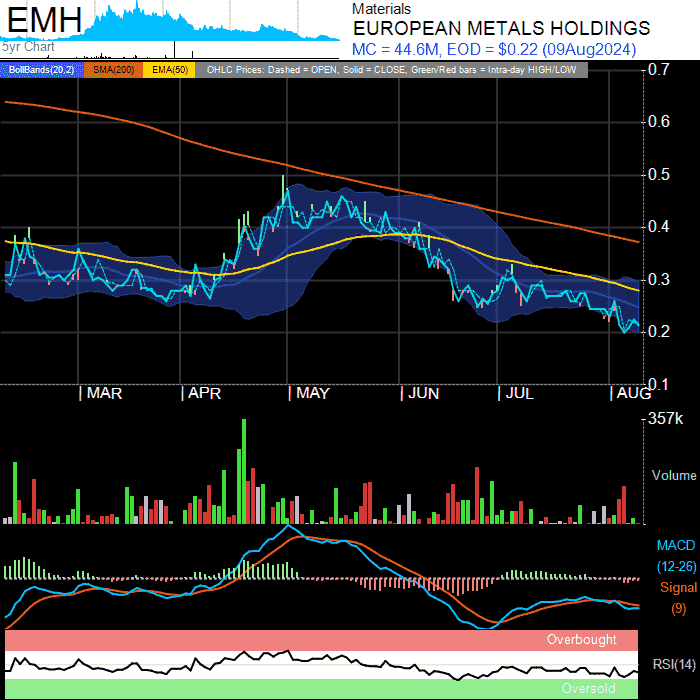 EMH
5yr Chart
Materials
EUROPEAN METALS HOLDINGS
MC = 44.6M, EOD = $0.22 (09Aug2024)
BollBands(20,2) SMA(200) EMA(50) OHLC Prices: Dashed = OPEN, Solid = CLOSE, Green/Red bars = Intra-day HIGH/LOW
0.7
0.6
0.5
0.4
0.3
0.2
0.1
MAR APR MAY JUN JUL AUG
357k
Volume
MACD
(12-26)
Signal
(9)
Overbought
RSI(14)
Oversold